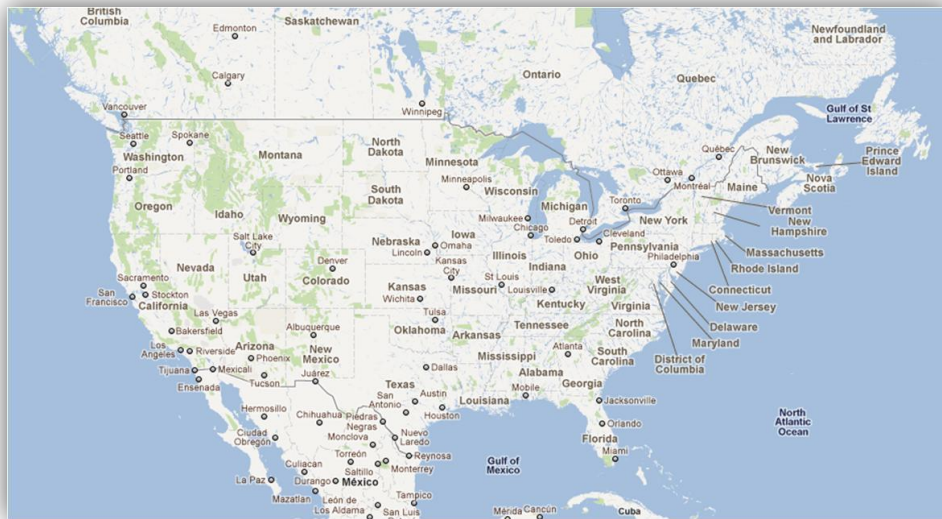 British
Columbia
Edmonton
Saskatchewan
Newfoundland
and Labrador
Calgary
Ontario
Quebec
Vancouver
Winnipeg
Gulf of St
Lawrence
Seattle
Spokane
Washington
Montana
North
Dakota
Minnesota
Québec
New
Brunswick
Prince
Edward
Island
Portland
Minneapolis
Wisconsin
Ottawa
Montréal
Maine
Nova
Scotia
Oregon
Idaho
Wyoming
South
Dakota
Michigan
Toronto
Vermont
New
Hampshire
Milwaukee
Chicago
Detroit
New York
Salt Lake
City
Nebraska
Iowa
Omaha
Lincoln
Toledo
Cleveland
Pennsylvania
Philadelphia
Massachusetts
Rhode Island
Nevada
Utah
Denver
Colorado
Kansas
City
Illinois
Indiana
Ohio
Connecticut
New Jersey
Sacramento
San
Francisco
Stockton
California
Kansas
Wichita
Missouri
St Louis
Louisville
West
Virginia
Kentucky
Virginia
Delaware
Maryland
District of
Columbia
Las Vegas
Bakersfield
Albuquerque
Tulsa
Oklahoma
Arkansas
Tennessee
North
Carolina
Los
Angeles
Riverside
Arizona
Phoenix
New
Mexico
Mississippi
Atlanta
South
Carolina
Tijuana
Mexicali
Ensenada
Tucson
Juárez
Dallas
Texas
Alabama
Georgia
Mobile
Louisiana
Jacksonville
San
Antonio
Austin
Houston
Hermosillo
Chihuahua
Piedras
Negras
Orlando
Florida
Miami
North
Atlantic
Ocean
Ciudad
Obregón
Monclova
Nuevo
Laredo
Reynosa
Gulf of
Mexico
Torreón
Saltillo
Monterrey
La Paz
Culiacan
Durango
México
Mazatlan
León de
Los Aldama
Tampico
San Luis
Mérida
Cancún
Cuba